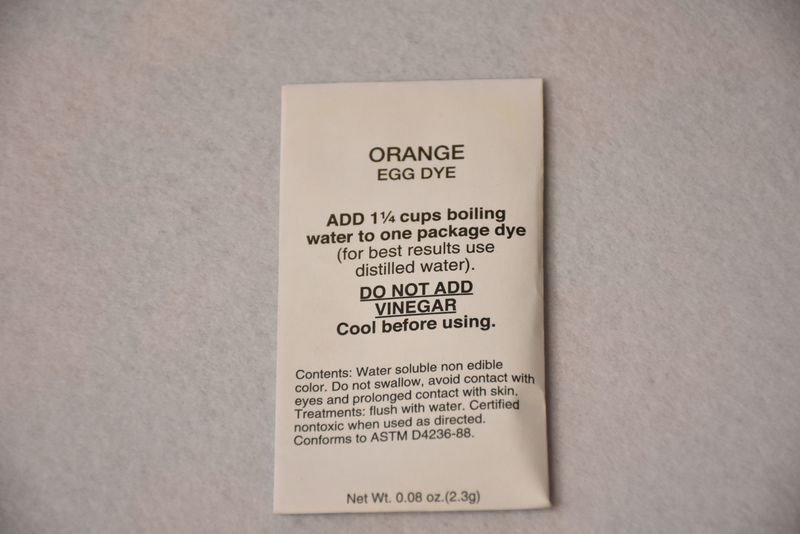 ORANGE
EGG DYE
ADD 1¼ cups boiling
water to one package dye
(for best results use
distilled water).
DO NOT ADD
VINEGAR
Cool before using.
Contents: Water soluble non edible
color. Do not swallow, avoid contact with
eyes and prolonged contact with skin.
Treatments: flush with water. Certified
nontoxic when used as directed.
Conforms to ASTM D4236-88.
Net Wt. 0.08 oz.(2.3g)